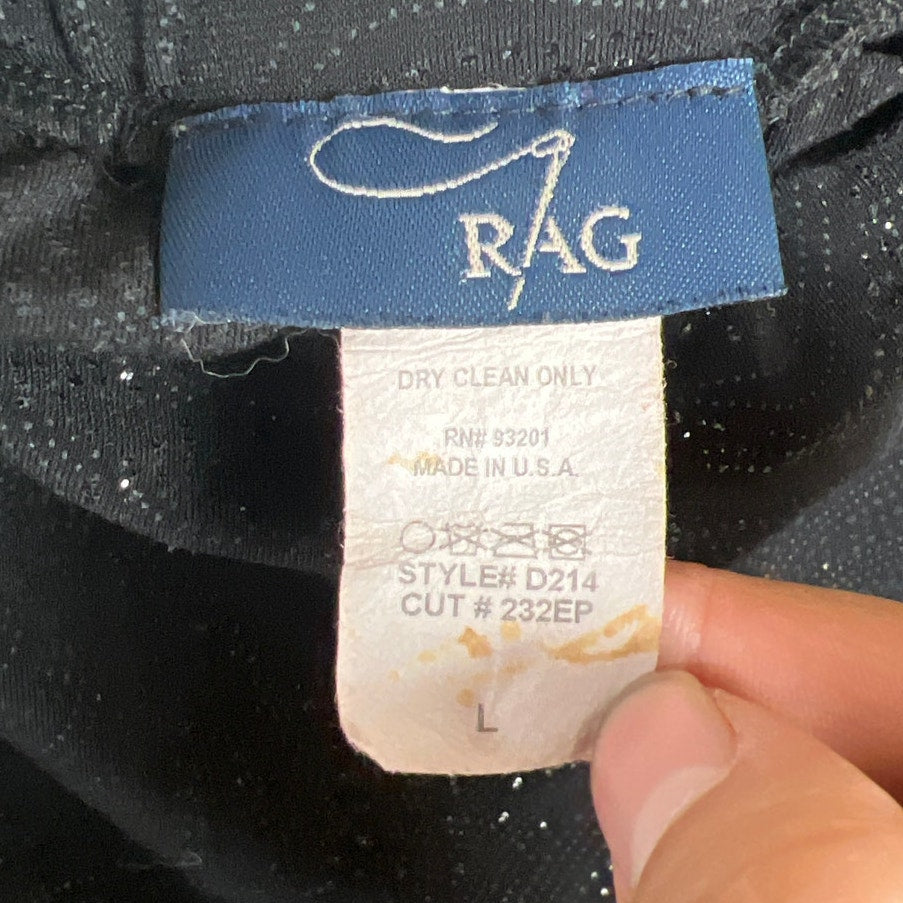 RAG
DRY CLEAN ONLY
RN# 93201
MADE IN U.S.A.
STYLE# D214
CUT # 232EP
L